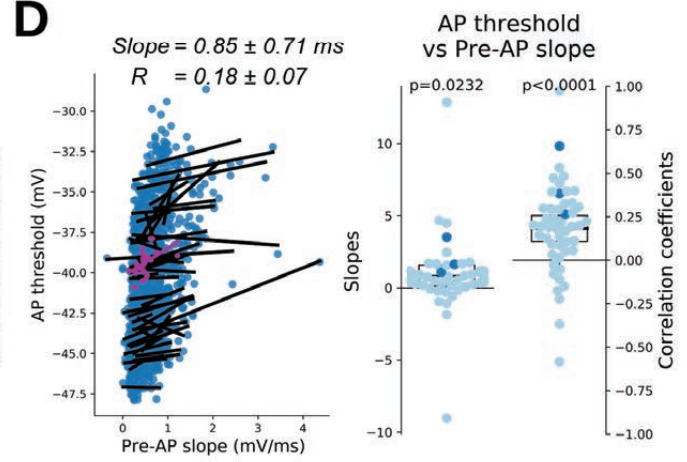 D
Slope = 0.85 ± 0.71 ms
R = 0.18 ± 0.07
AP threshold (mV)
−30.0
−32.5
−35.0
−37.5
−40.0
−42.5
−45.0
−47.5
0 1 2 3 4
Pre-AP slope (mV/ms)
AP threshold
vs Pre-AP slope
p=0.0232 p<0.0001
Slopes
10
5
0
−5
−10
1.00
0.75
0.50
0.25
0.00
−0.25
−0.50
−0.75
−1.00
Correlation coefficients